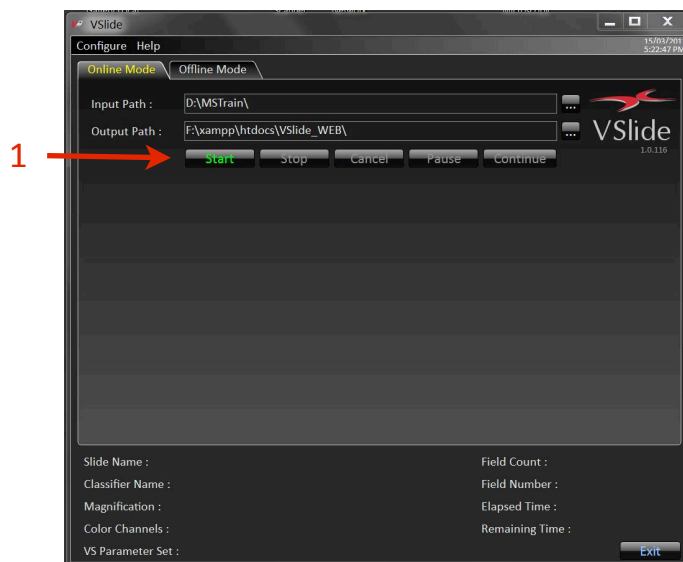 VSlide
Configure Help
15/03/201
5:22:47 PM
Online Mode Offline Mode
Input Path : D:\MSTrain\ ...
Output Path : F:\xampp\htdocs\VSlide_WEB\ ...
VSlide
1.0.116
1
Start Stop Cancel Pause Continue
Slide Name : Field Count :
Classifier Name : Field Number :
Magnification : Elapsed Time :
Color Channels : Remaining Time :
VS Parameter Set : Exit